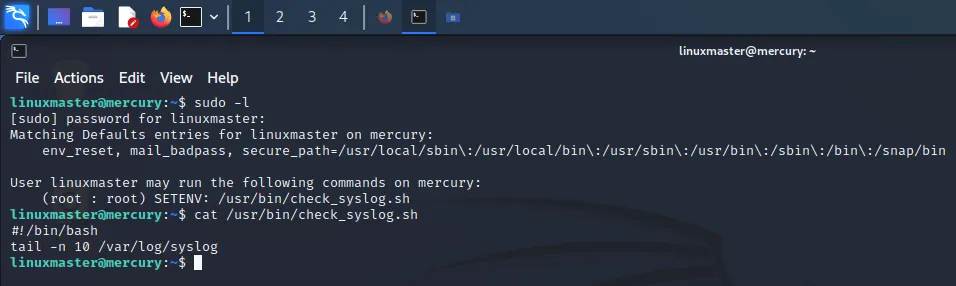 1 2 3 4
linuxmaster@mercury: ~
File Actions Edit View Help
linuxmaster@mercury:~$ sudo -l
[sudo] password for linuxmaster:
Matching Defaults entries for linuxmaster on mercury:
    env_reset, mail_badpass, secure_path=/usr/local/sbin\:/usr/local/bin\:/usr/sbin\:/usr/bin\:/sbin\:/bin\:/snap/bin

User linuxmaster may run the following commands on mercury:
    (root : root) SETENV: /usr/bin/check_syslog.sh
linuxmaster@mercury:~$ cat /usr/bin/check_syslog.sh
#!/bin/bash
tail -n 10 /var/log/syslog
linuxmaster@mercury:~$